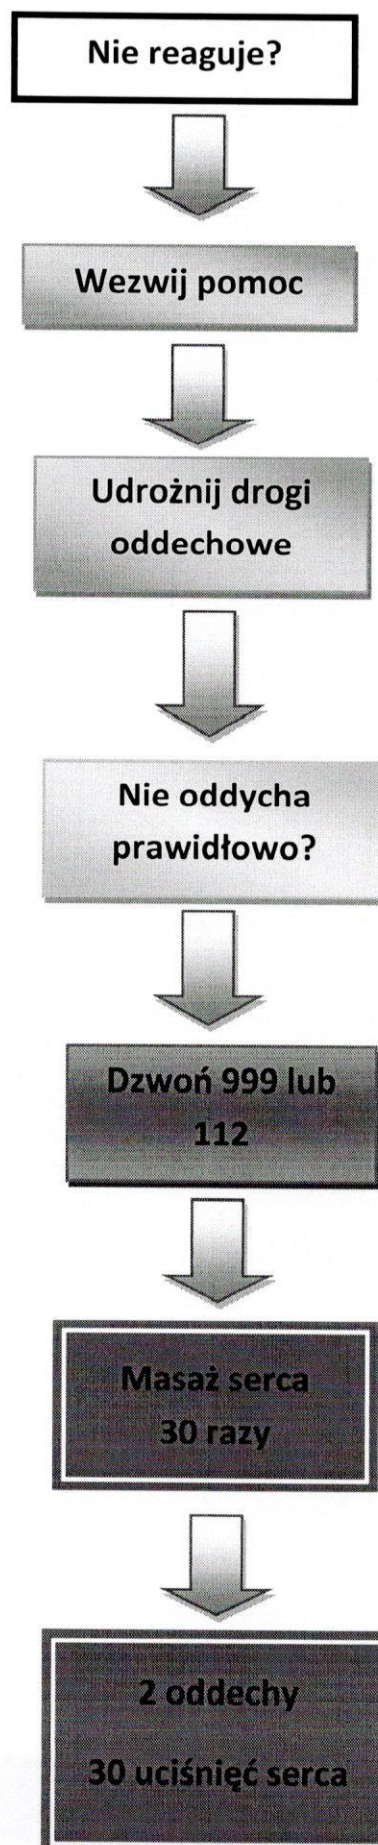 Nie reaguje?
Wezwij pomoc
Udrożnij drogi
oddechowe
Nie oddycha
prawidłowo?
Dzwoń 999 lub
112
Masaż serca
30 razy
2 oddechy
30 uciśnięć serca